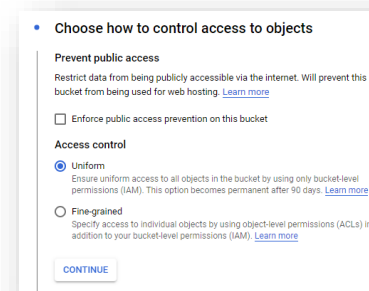 Choose how to control access to objects
Prevent public access
Restrict data from being publicly accessible via the internet. Will prevent this
bucket from being used for web hosting. Learn more
Enforce public access prevention on this bucket
Access control
Uniform
Ensure uniform access to all objects in the bucket by using only bucket-level
permissions (IAM). This option becomes permanent after 90 days. Learn more
Fine-grained
Specify access to individual objects by using object-level permissions (ACLs) in
addition to your bucket-level permissions (IAM). Learn more
CONTINUE